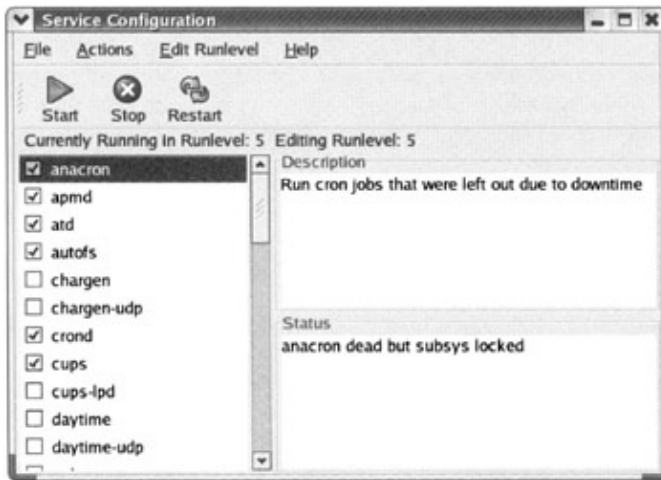 Service Configuration
File Actions Edit Runlevel Help
Start Stop Restart
Currently Running in Runlevel: 5 Editing Runlevel: 5
anacron
apmd
atd
autofs
chargen
chargen-udp
crond
cups
cups-lpd
daytime
daytime-udp
Description
Run cron jobs that were left out due to downtime
Status
anacron dead but subsys locked